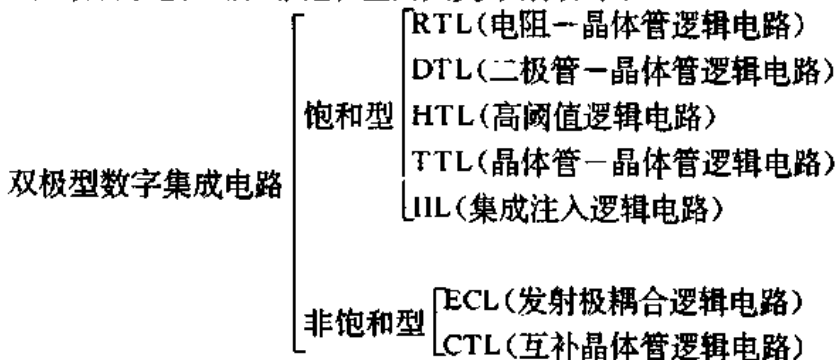 RTL(电阻－晶体管逻辑电路)
DTL(二极管－晶体管逻辑电路)
饱和型
HTL(高阈值逻辑电路)
TTL(晶体管－晶体管逻辑电路)
双极型数字集成电路
IIL(集成注入逻辑电路)
ECL(发射极耦合逻辑电路)
非饱和型
CTL(互补晶体管逻辑电路)